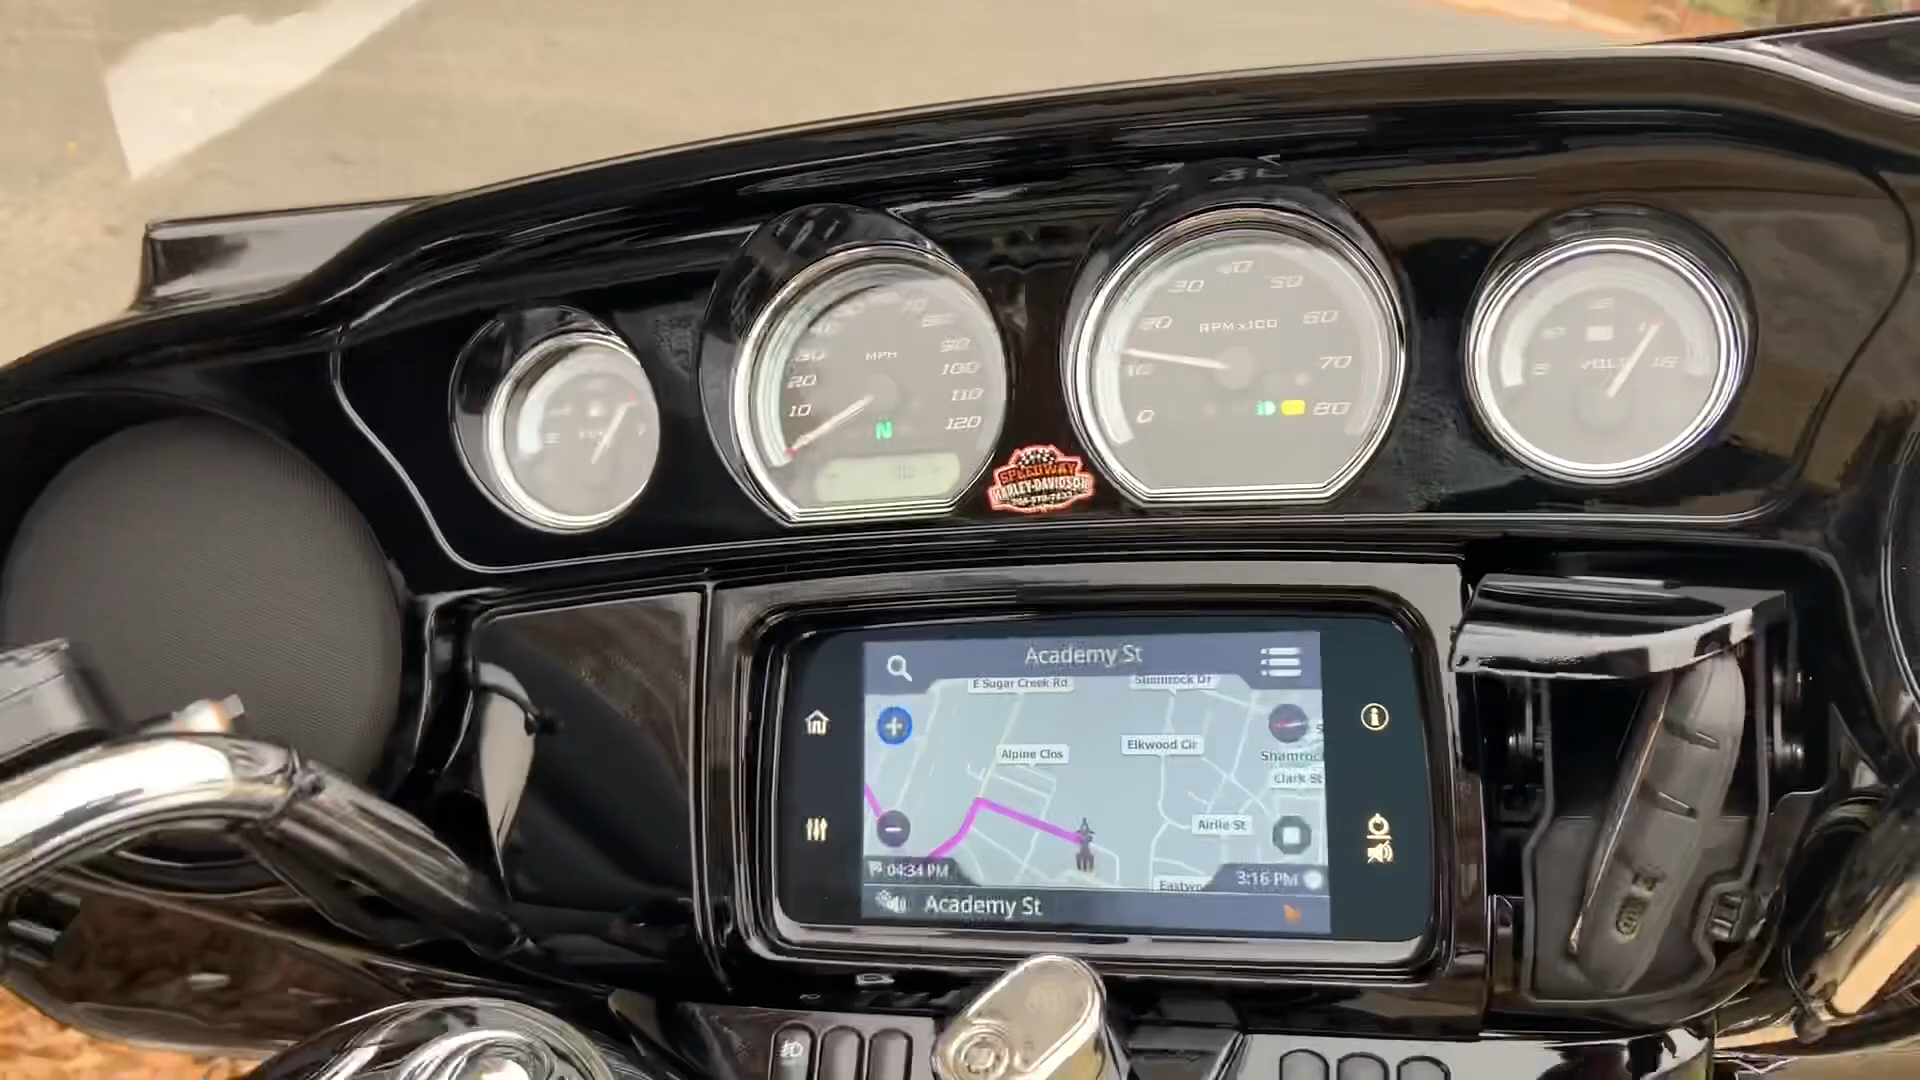 30
40
50
20
RPM x100
60
10
70
0
80
70
MPH
90
20
100
10
110
120
N
SPEEDWAY
HARLEY-DAVIDSON
Academy St
E Sugar Creek Rd
Shamrock Dr
Alpine Clos
Elkwood Cir
Clark St
Airlie St
04:34 PM
3:16 PM
Academy St